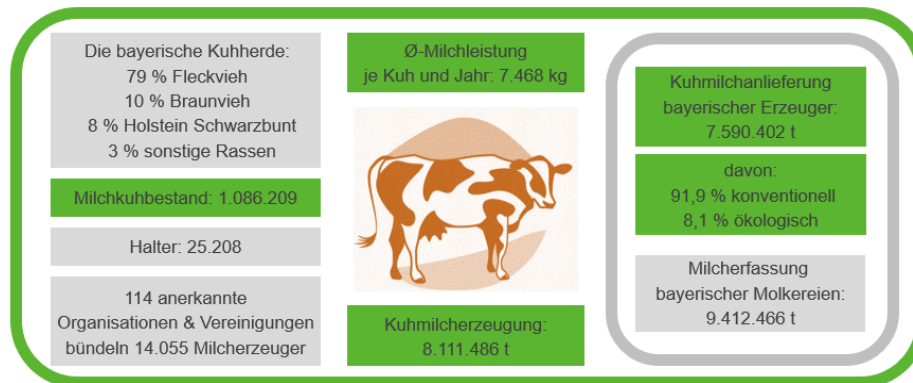 Die bayerische Kuhherde:
79 % Fleckvieh
10 % Braunvieh
8 % Holstein Schwarzbunt
3 % sonstige Rassen
Milchkuhbestand: 1.086.209
Halter: 25.208
114 anerkannte
Organisationen & Vereinigungen
bündeln 14.055 Milcherzeuger
Ø-Milchleistung
je Kuh und Jahr: 7.468 kg
Kuhmilcherzeugung:
8.111.486 t
Kuhmilchanlieferung
bayerischer Erzeuger:
7.590.402 t
davon:
91,9 % konventionell
8,1 % ökologisch
Milcherfassung
bayerischer Molkereien:
9.412.466 t